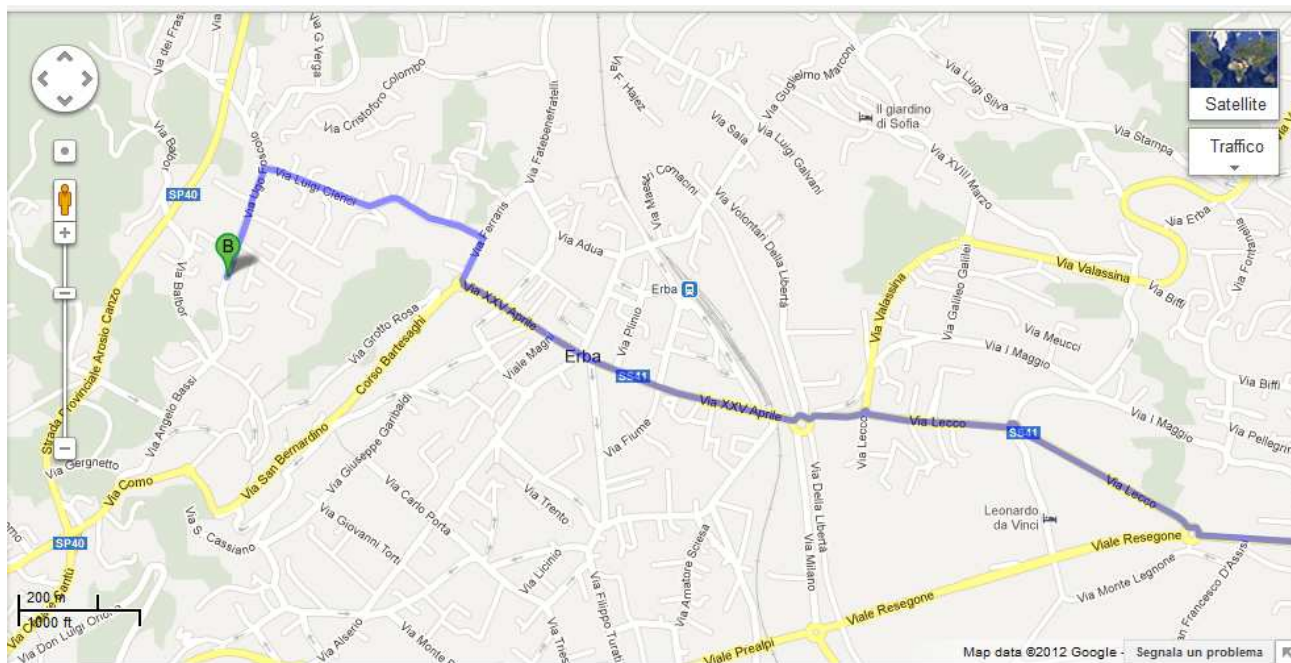 Via dei Frasi
Via G Verga
Via Cristoforo Colombo
Via Fatebenefratelli
Via F. Hajez
Via Guglielmo Marconi
Via Luigi Silva
Satellite
Traffico
Il giardino
di Sofia
Via Sala
Via Luigi Galvani
Via Stampa
Via XVIII Marzo
Via Balbor
Via Ugo Foscolo
Via Luigi Clerici
SP40
Via Ferraris
Via Adua
Via Maestri Comacini
Via Volontari Della Libertà
Via Erba
Via Fontanella
B
Via Balbor
Strada Provinciale Arosio Canzo
Via Grotto Rosa
Corso Bartesaghi
Via XXV Aprile
Erba
Via Plinio
Erba
SS41
Via Valassina
Via Galileo Galilei
Via Valassina
Via Biffi
Via Meucci
Via I Maggio
Via Biffi
Via Angelo Bassi
Via Giuseppe Garibaldi
Via Fiume
Via XXV Aprile
Via Lecco
Via Lecco
SS41
Via I Maggio
Via Gergnetto
Via Como
Via San Bernardino
Via Carlo Porta
Via Trento
Via Lecco
Leonardo
da Vinci
Viale Resegone
SP40
Via S. Cassiano
Via Giovanni Torti
Via Licinio
Via Amatore Sciesa
Via Della Libertà
Via Milano
Via Monte Legnone
200 m
1000 ft
Via Alserio
Via Filippo Turati
Viale Resegone
Viale Prealpi
Map data ©2012 Google -
Segnala un problema